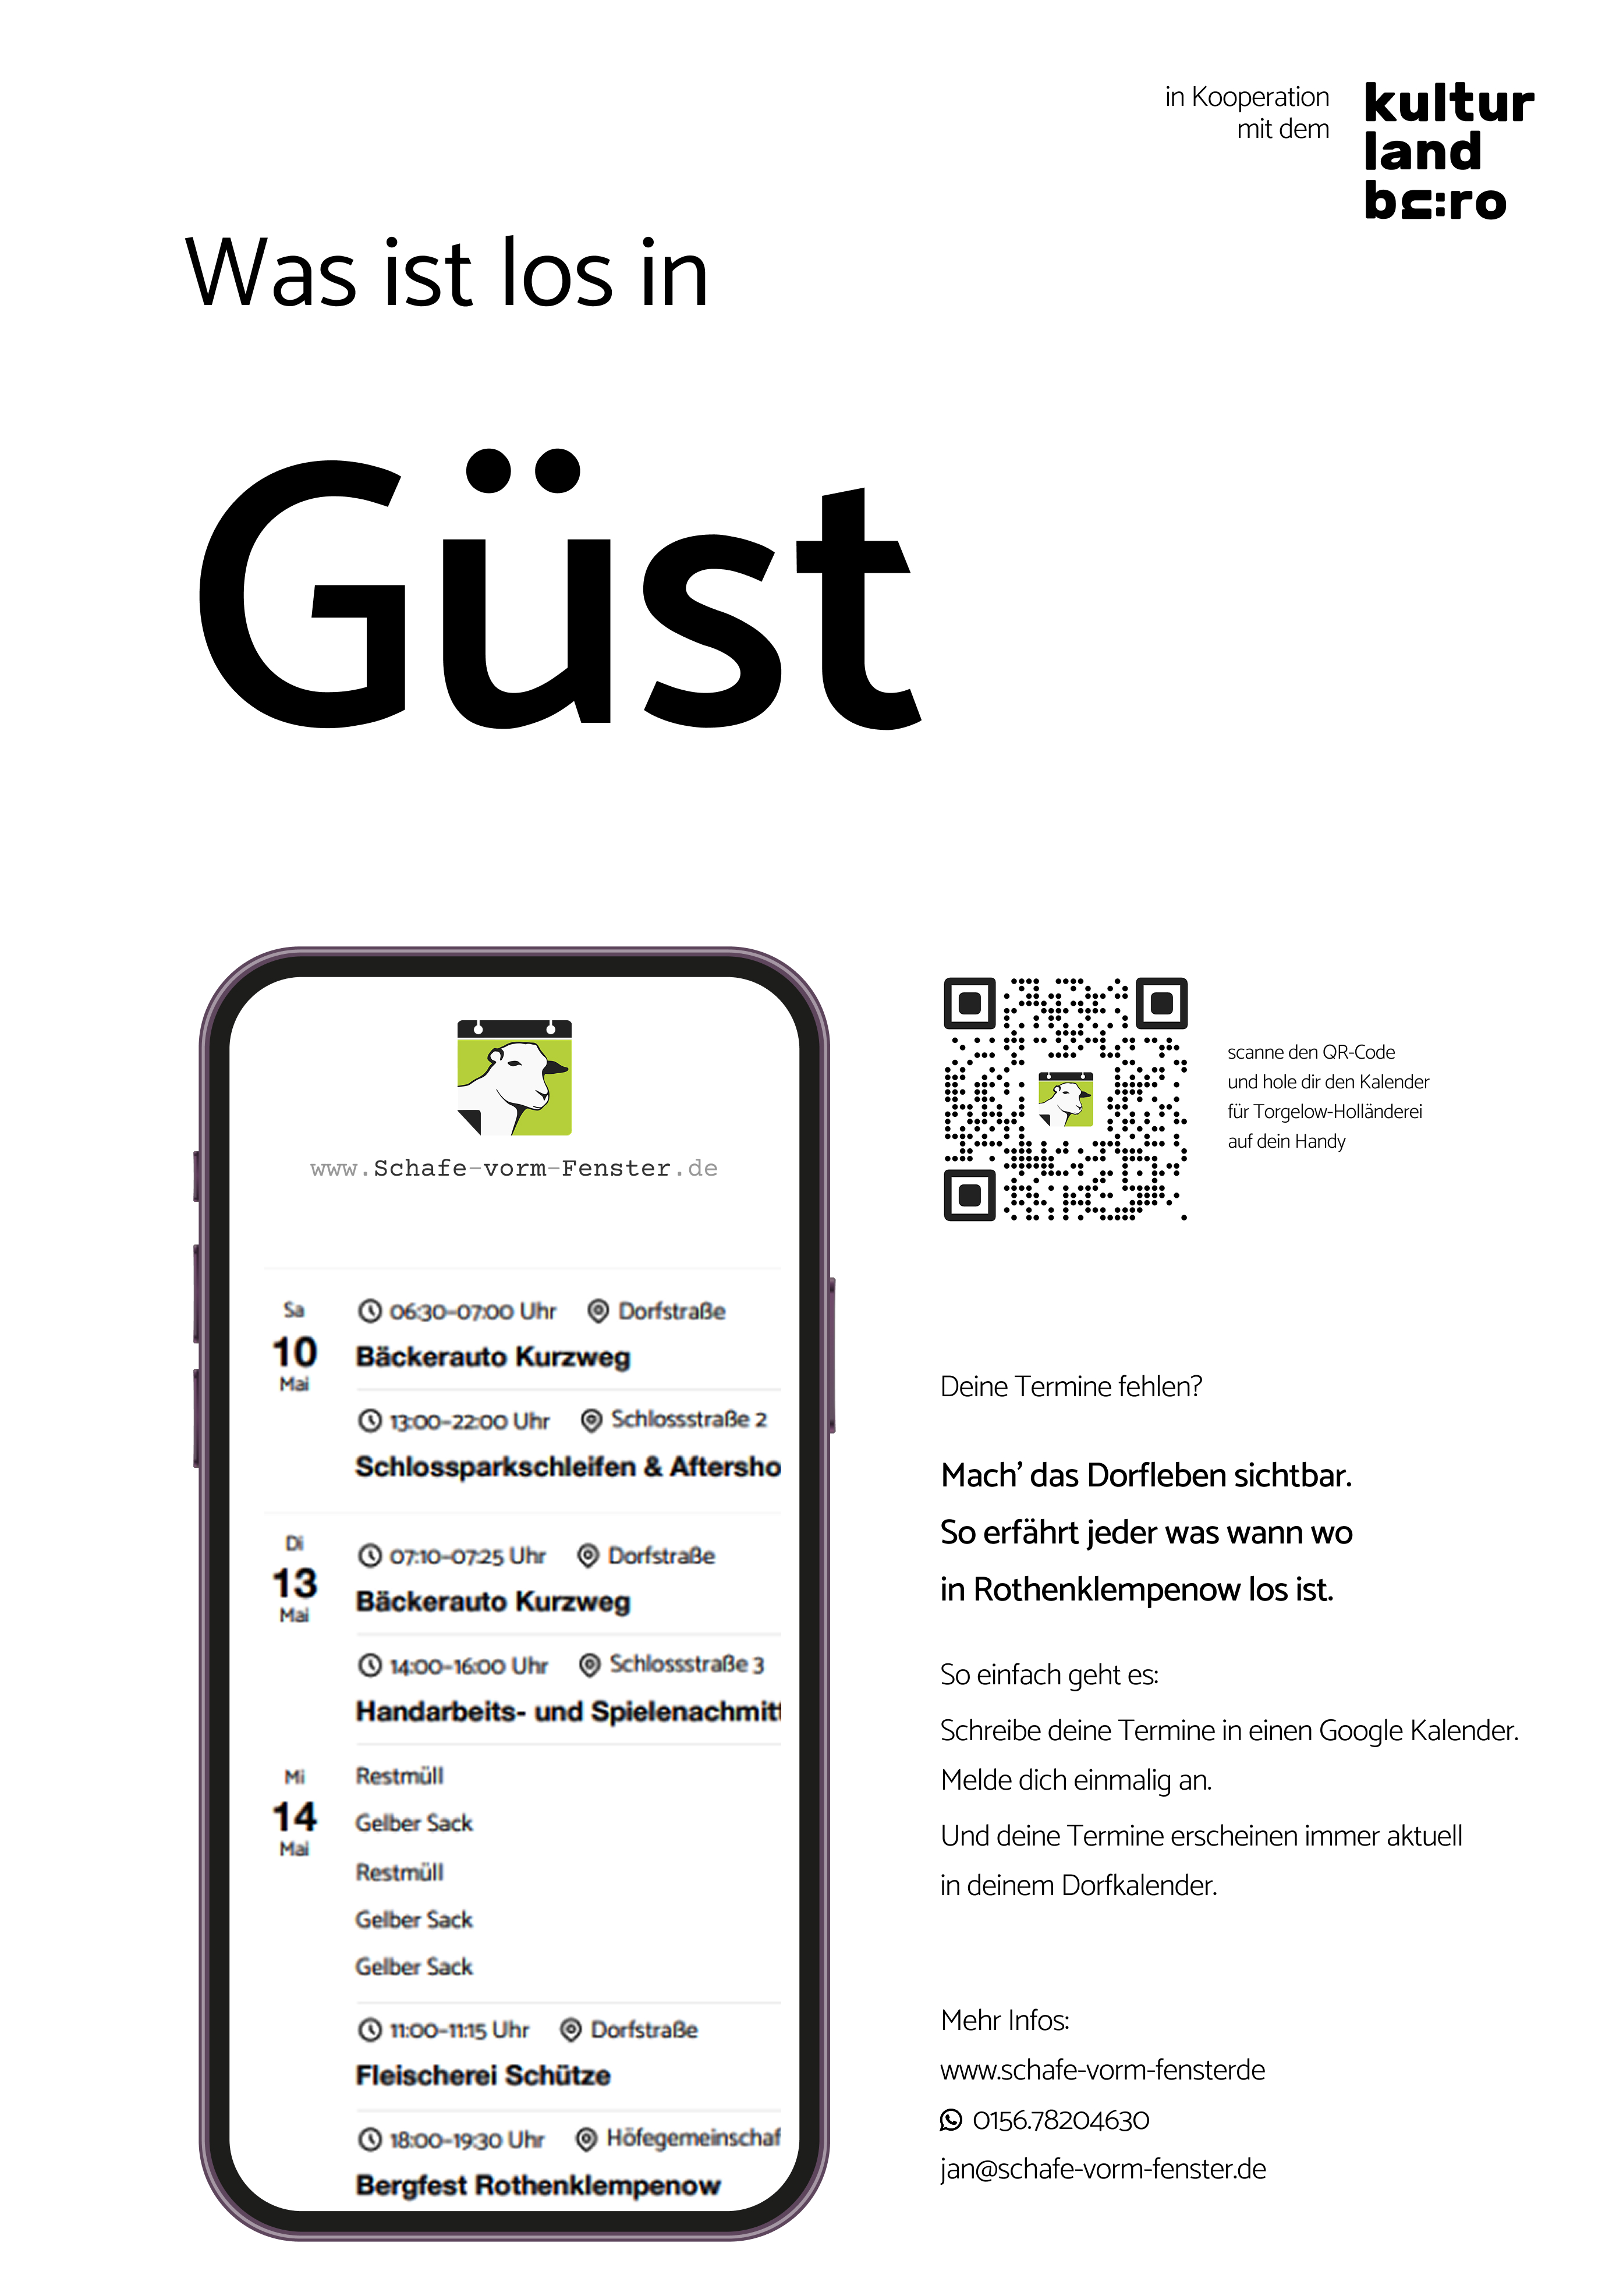 in Kooperation
mit dem
kultur
land
bü:ro
Was ist los in
Güst
www.Schafe-vorm-Fenster.de
Sa
10
Mai
06:30–07:00 Uhr Dorfstraße
Bäckerauto Kurzweg
13:00–22:00 Uhr Schlossstraße 2
Schlossparkschleifen & Aftersho
Di
13
Mai
07:10–07:25 Uhr Dorfstraße
Bäckerauto Kurzweg
14:00–16:00 Uhr Schlossstraße 3
Handarbeits- und Spielenachmitt
Mi
14
Mai
Restmüll
Gelber Sack
Restmüll
Gelber Sack
Gelber Sack
11:00–11:15 Uhr Dorfstraße
Fleischerei Schütze
18:00–19:30 Uhr Höfegemeinschaf
Bergfest Rothenklempenow
scanne den QR-Code
und hole dir den Kalender
für Torgelow-Holländerei
auf dein Handy
Deine Termine fehlen?
Mach' das Dorfleben sichtbar.
So erfährt jeder was wann wo
in Rothenklempenow los ist.
So einfach geht es:
Schreibe deine Termine in einen Google Kalender.
Melde dich einmalig an.
Und deine Termine erscheinen immer aktuell
in deinem Dorfkalender.
Mehr Infos:
www.schafe-vorm-fensterde
0156.78204630
jan@schafe-vorm-fenster.de